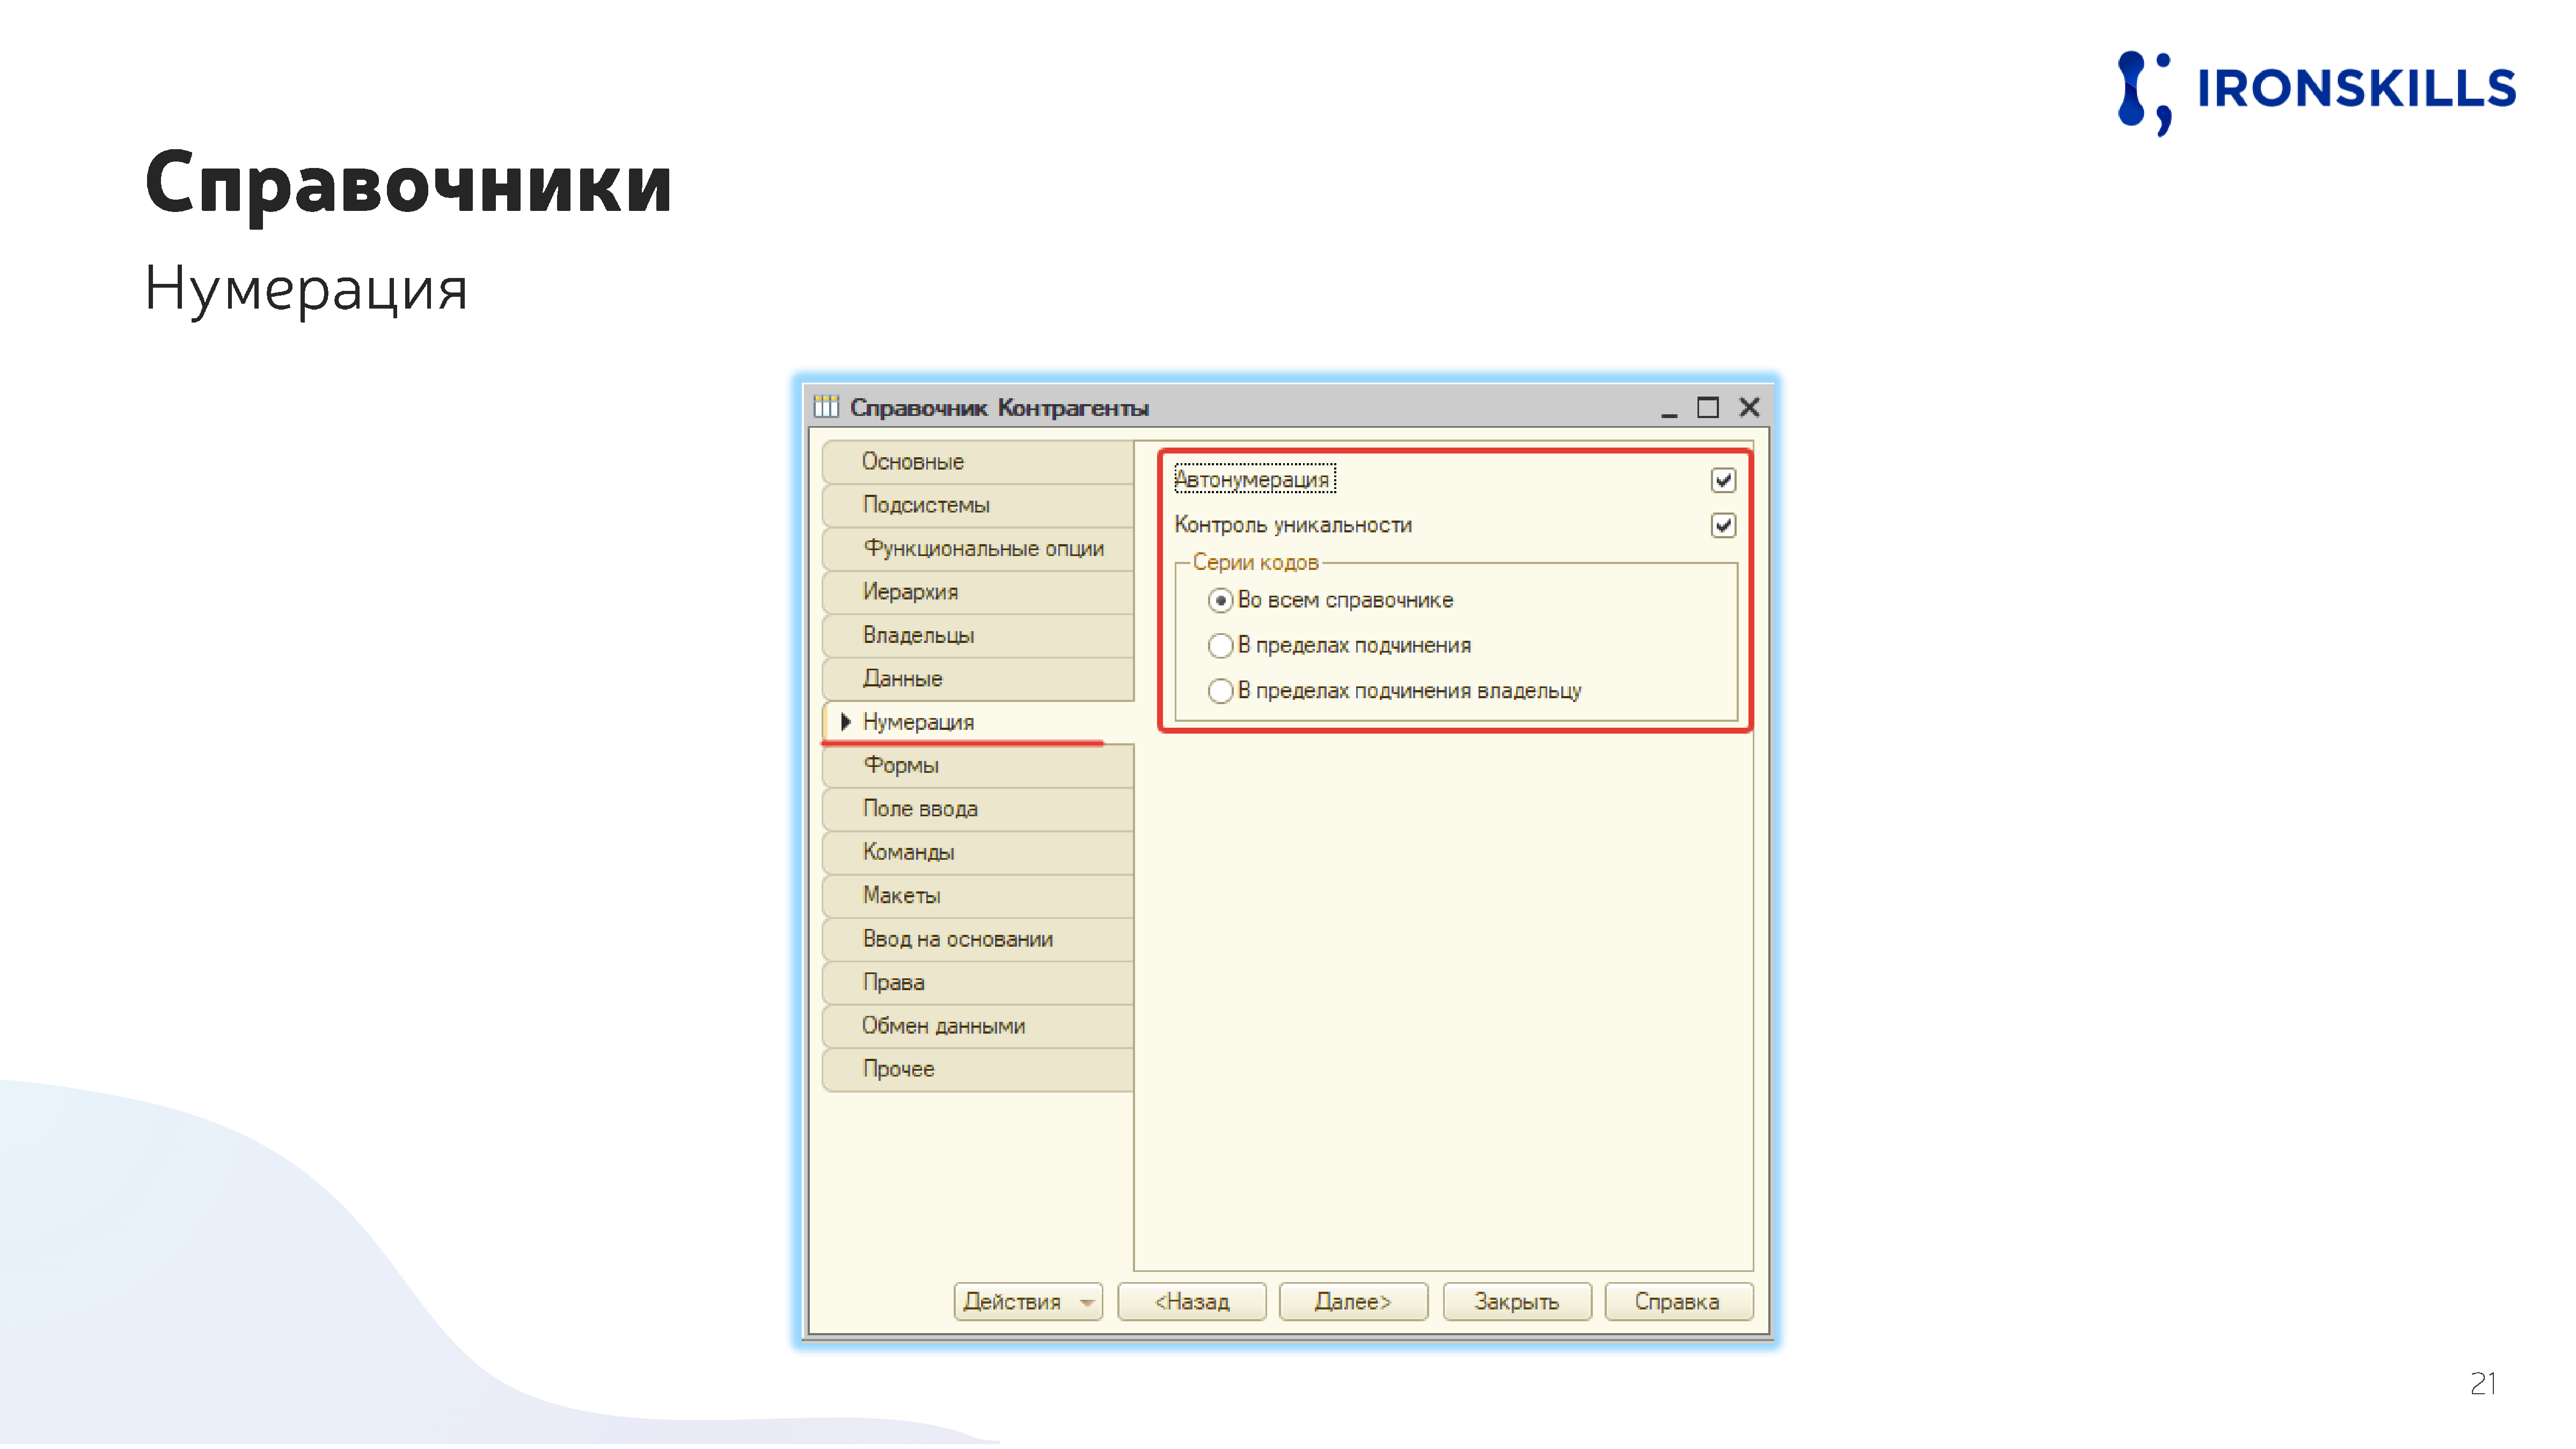 IRONSKILLS
Справочники
Нумерация
Справочник Контрагенты
Основные
Подсистемы
Функциональные опции
Иерархия
Владельцы
Данные
Нумерация
Формы
Поле ввода
Команды
Макеты
Ввод на основании
Права
Обмен данными
Прочее
Автонумерация
Контроль уникальности
Серии кодов
Во всем справочнике
В пределах подчинения
В пределах подчинения владельцу
Действия <Назад Далее> Закрыть Справка
21